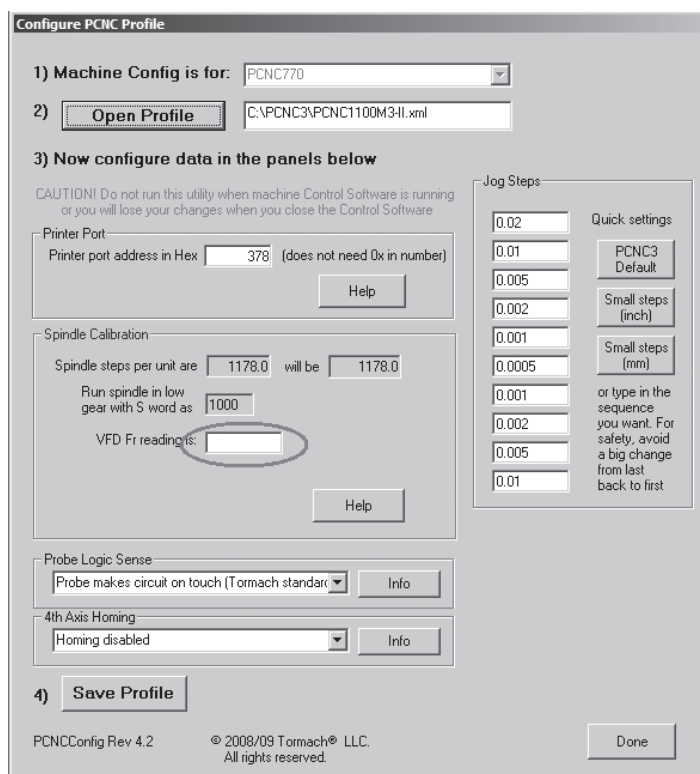 Configure PCNC Profile
1) Machine Config is for: PCNC770
2) Open Profile C:\PCNC3\PCNC1100M3-II.xml
3) Now configure data in the panels below
CAUTION! Do not run this utility when machine Control Software is running
or you will lose your changes when you close the Control Software
Printer Port
Printer port address in Hex 378 (does not need 0x in number)
Help
Spindle Calibration
Spindle steps per unit are 1178.0 will be 1178.0
Run spindle in low
gear with S word as 1000
VFD Fr reading is:
Help
Jog Steps
0.02
0.01
0.005
0.002
0.001
0.0005
0.001
0.002
0.005
0.01
Quick settings
PCNC3
Default
Small steps
(inch)
Small steps
(mm)
or type in the
sequence
you want. For
safety, avoid
a big change
from last
back to first
Probe Logic Sense
Probe makes circuit on touch (Tormach standard Info
4th Axis Homing
Homing disabled Info
4) Save Profile
PCNCConfig Rev 4.2
© 2008/09 Tormach® LLC.
All rights reserved.
Done